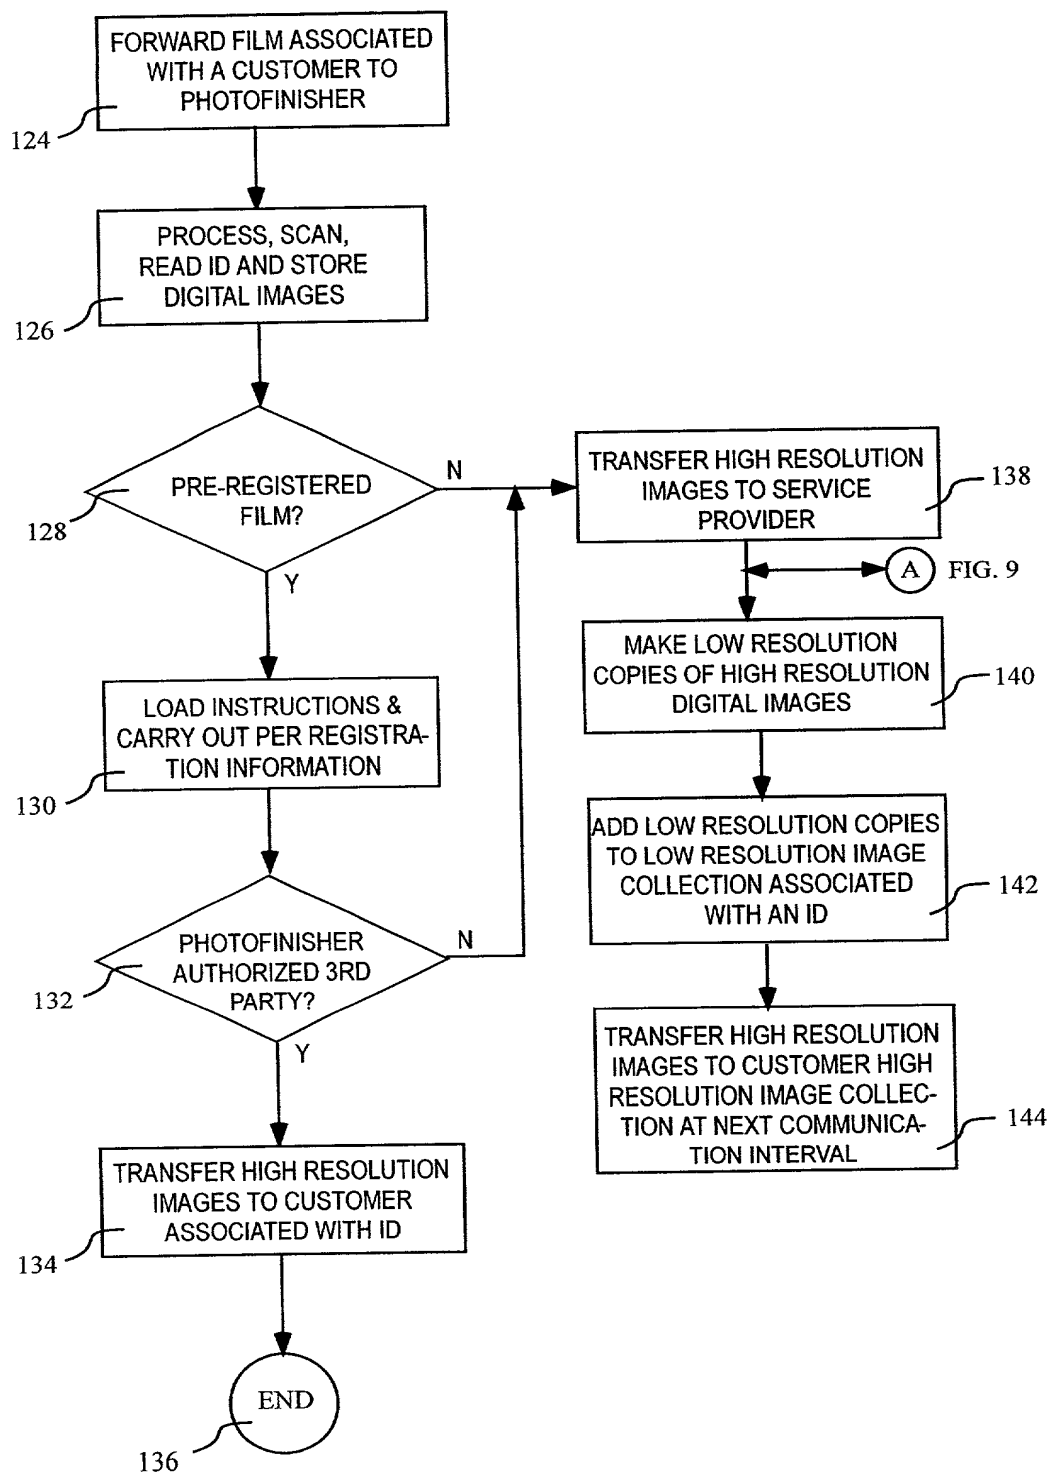 FORWARD FILM ASSOCIATED
WITH A CUSTOMER TO
PHOTOFINISHER
124
PROCESS, SCAN,
READ ID AND STORE
DIGITAL IMAGES
126
PRE-REGISTERED
FILM?
128
N
Y
LOAD INSTRUCTIONS &
CARRY OUT PER REGISTRA-
TION INFORMATION
130
PHOTOFINISHER
AUTHORIZED 3RD
PARTY?
132
N
Y
TRANSFER HIGH RESOLUTION
IMAGES TO CUSTOMER
ASSOCIATED WITH ID
134
END
136
TRANSFER HIGH RESOLUTION
IMAGES TO SERVICE
PROVIDER
138
A FIG. 9
MAKE LOW RESOLUTION
COPIES OF HIGH RESOLUTION
DIGITAL IMAGES
140
ADD LOW RESOLUTION COPIES
TO LOW RESOLUTION IMAGE
COLLECTION ASSOCIATED
WITH AN ID
142
TRANSFER HIGH RESOLUTION
IMAGES TO CUSTOMER HIGH
RESOLUTION IMAGE COLLEC-
TION AT NEXT COMMUNICA-
TION INTERVAL
144